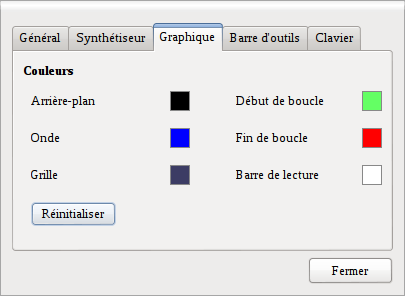 Général Synthétiseur Graphique Barre d'outils Clavier
Couleurs
Arrière-plan Début de boucle
Onde Fin de boucle
Grille Barre de lecture
Réinitialiser
Fermer